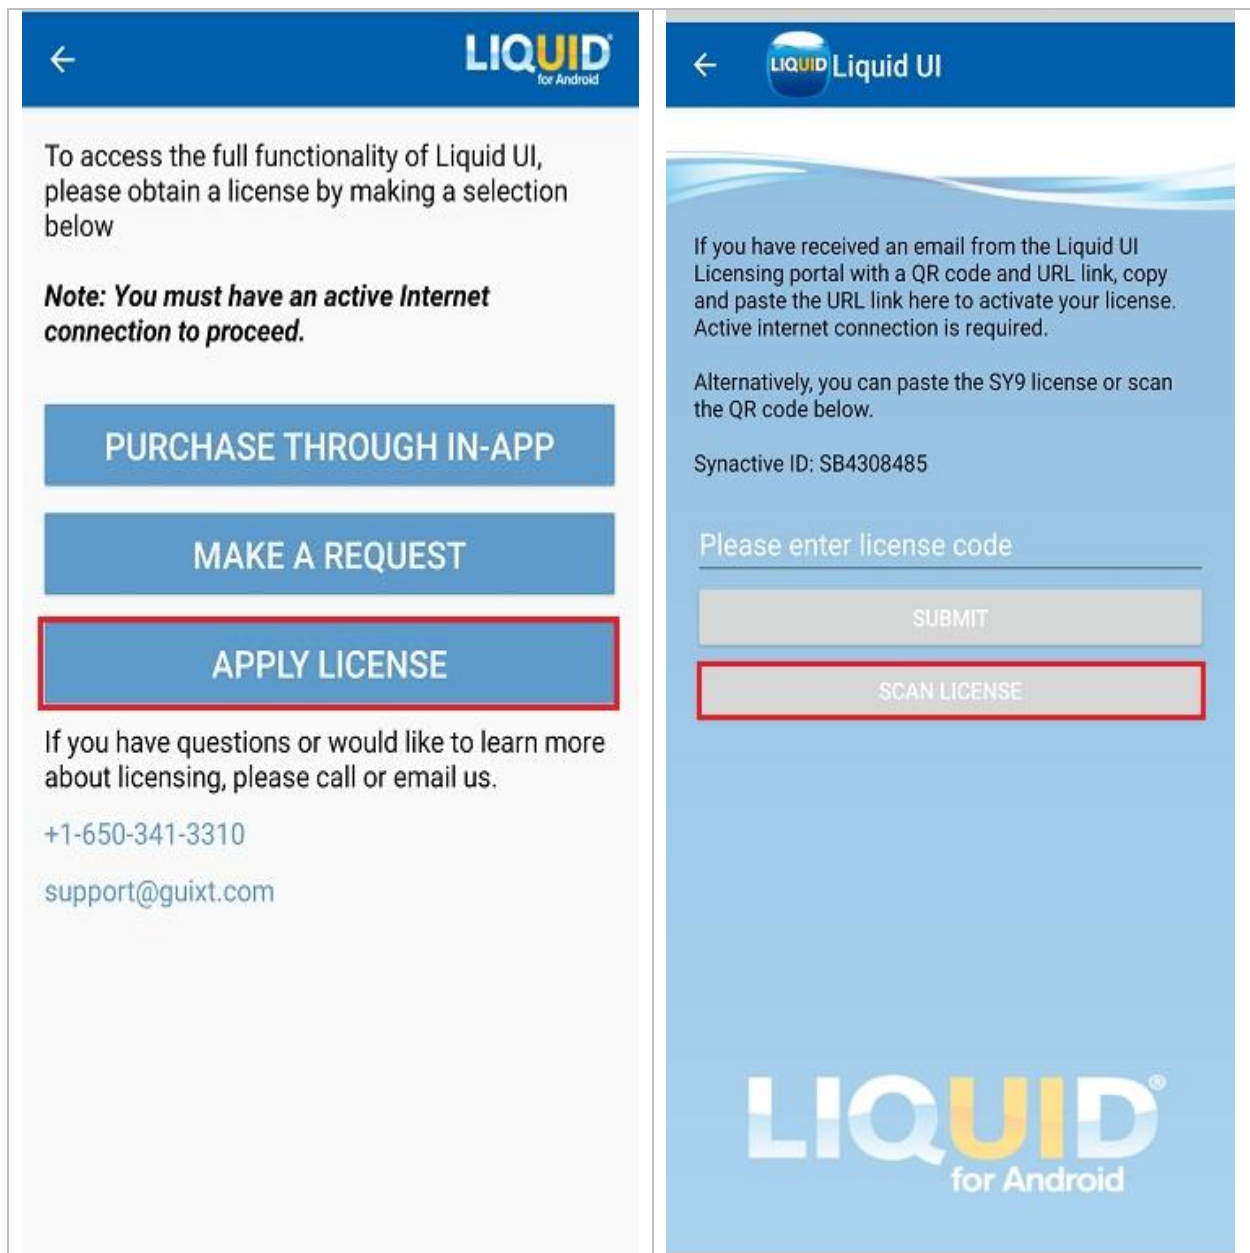 LIQUID
for Android
To access the full functionality of Liquid UI,
please obtain a license by making a selection
below
Note: You must have an active Internet
connection to proceed.
PURCHASE THROUGH IN-APP
MAKE A REQUEST
APPLY LICENSE
If you have questions or would like to learn more
about licensing, please call or email us.
+1-650-341-3310
support@guixt.com
LIQUID
Liquid UI
If you have received an email from the Liquid UI
Licensing portal with a QR code and URL link, copy
and paste the URL link here to activate your license.
Active internet connection is required.
Alternatively, you can paste the SY9 license or scan
the QR code below.
Synactive ID: SB4308485
Please enter license code
SUBMIT
SCAN LICENSE
LIQUID®
for Android